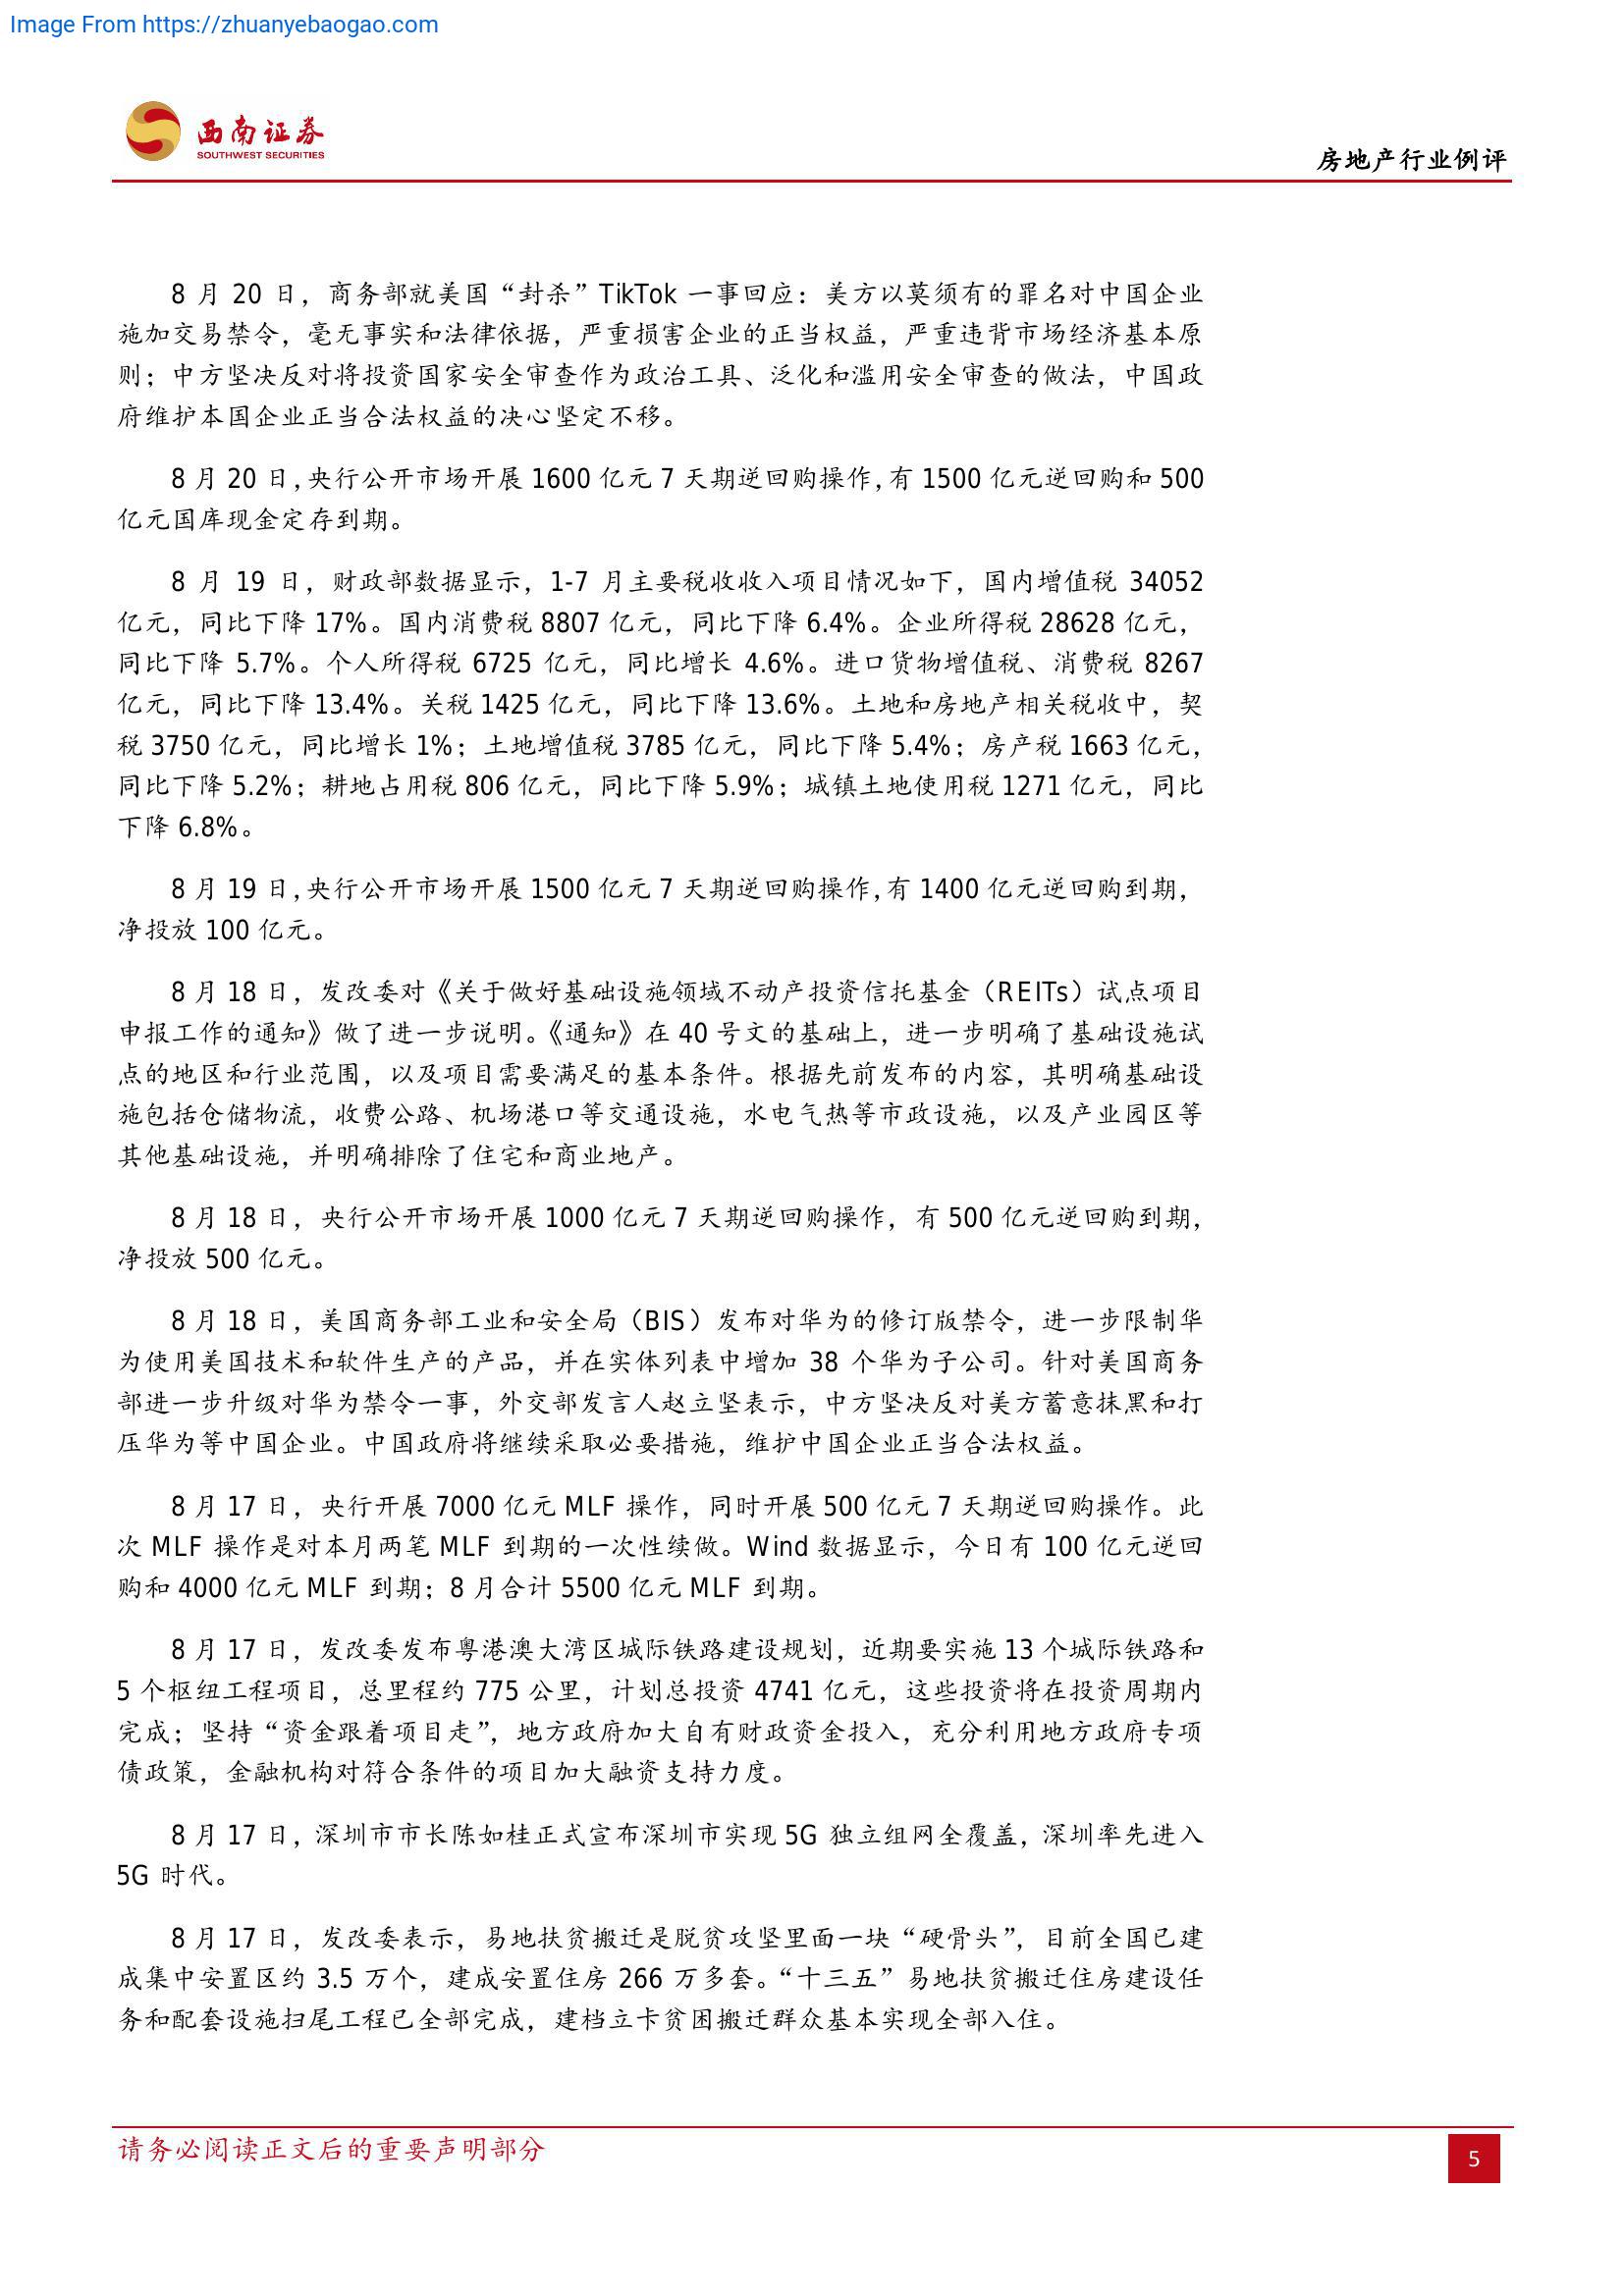 Image From https://zhuanyebaogao.com
西南证券
SOUTHWEST SECURITIES
房地产行业例评
8 月 20 日，商务部就美国“封杀”TikTok 一事回应：美方以莫须有的罪名对中国企业
施加交易禁令，毫无事实和法律依据，严重损害企业的正当权益，严重违背市场经济基本原
则；中方坚决反对将投资国家安全审查作为政治工具、泛化和滥用安全审查的做法，中国政
府维护本国企业正当合法权益的决心坚定不移。
8 月 20 日，央行公开市场开展 1600 亿元 7 天期逆回购操作，有 1500 亿元逆回购和 500
亿元国库现金定存到期。
8 月 19 日，财政部数据显示，1-7 月主要税收收入项目情况如下，国内增值税 34052
亿元，同比下降 17%。国内消费税 8807 亿元，同比下降 6.4%。企业所得税 28628 亿元，
同比下降 5.7%。个人所得税 6725 亿元，同比增长 4.6%。进口货物增值税、消费税 8267
亿元，同比下降 13.4%。关税 1425 亿元，同比下降 13.6%。土地和房地产相关税收中，契
税 3750 亿元，同比增长 1%；土地增值税 3785 亿元，同比下降 5.4%；房产税 1663 亿元，
同比下降 5.2%；耕地占用税 806 亿元，同比下降 5.9%；城镇土地使用税 1271 亿元，同比
下降 6.8%。
8 月 19 日，央行公开市场开展 1500 亿元 7 天期逆回购操作，有 1400 亿元逆回购到期，
净投放 100 亿元。
8 月 18 日，发改委对《关于做好基础设施领域不动产投资信托基金（REITs）试点项目
申报工作的通知》做了进一步说明。《通知》在 40 号文的基础上，进一步明确了基础设施试
点的地区和行业范围，以及项目需要满足的基本条件。根据先前发布的内容，其明确基础设
施包括仓储物流，收费公路、机场港口等交通设施，水电气热等市政设施，以及产业园区等
其他基础设施，并明确排除了住宅和商业地产。
8 月 18 日，央行公开市场开展 1000 亿元 7 天期逆回购操作，有 500 亿元逆回购到期，
净投放 500 亿元。
8 月 18 日，美国商务部工业和安全局（BIS）发布对华为的修订版禁令，进一步限制华
为使用美国技术和软件生产的产品，并在实体列表中增加 38 个华为子公司。针对美国商务
部进一步升级对华为禁令一事，外交部发言人赵立坚表示，中方坚决反对美方蓄意抹黑和打
压华为等中国企业。中国政府将继续采取必要措施，维护中国企业正当合法权益。
8 月 17 日，央行开展 7000 亿元 MLF 操作，同时开展 500 亿元 7 天期逆回购操作。此
次 MLF 操作是对本月两笔 MLF 到期的一次性续做。Wind 数据显示，今日有 100 亿元逆回
购和 4000 亿元 MLF 到期；8 月合计 5500 亿元 MLF 到期。
8 月 17 日，发改委发布粤港澳大湾区城际铁路建设规划，近期要实施 13 个城际铁路和
5 个枢纽工程项目，总里程约 775 公里，计划总投资 4741 亿元，这些投资将在投资周期内
完成；坚持“资金跟着项目走”，地方政府加大自有财政资金投入，充分利用地方政府专项
债政策，金融机构对符合条件的项目加大融资支持力度。
8 月 17 日，深圳市市长陈如桂正式宣布深圳市实现 5G 独立组网全覆盖，深圳率先进入
5G 时代。
8 月 17 日，发改委表示，易地扶贫搬迁是脱贫攻坚里面一块“硬骨头”，目前全国已建
成集中安置区约 3.5 万个，建成安置住房 266 万多套。“十三五”易地扶贫搬迁住房建设任
务和配套设施扫尾工程已全部完成，建档立卡贫困搬迁群众基本实现全部入住。
请务必阅读正文后的重要声明部分
5